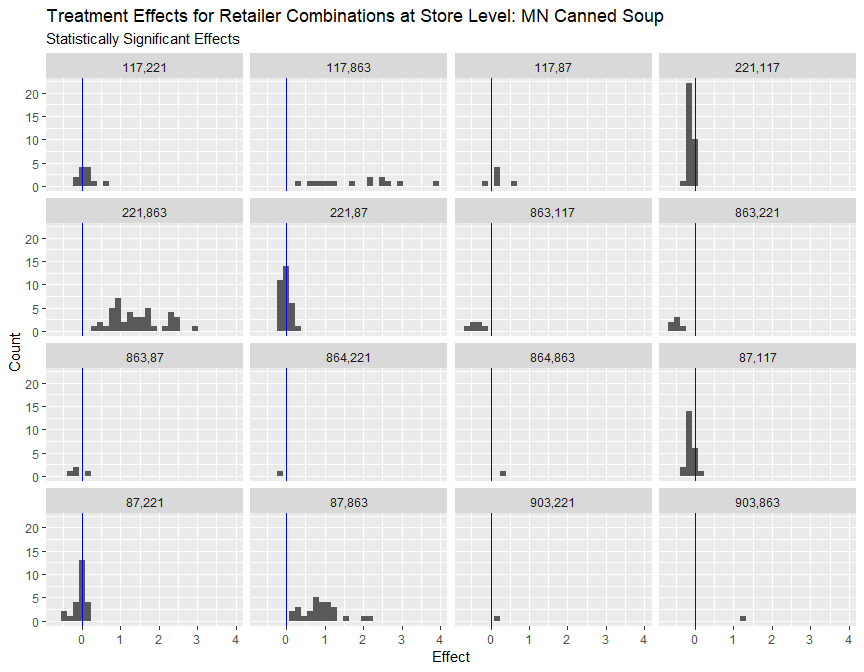 Treatment Effects for Retailer Combinations at Store Level: MN Canned Soup
Statistically Significant Effects
117,221 117,863 117,87 221,117
20
15
10
5
0
221,863 221,87 863,117 863,221
20
15
10
5
0
Count
863,87 864,221 864,863 87,117
20
15
10
5
0
87,221 87,863 903,221 903,863
20
15
10
5
0
0 1 2 3 4 0 1 2 3 4 0 1 2 3 4 0 1 2 3 4
Effect